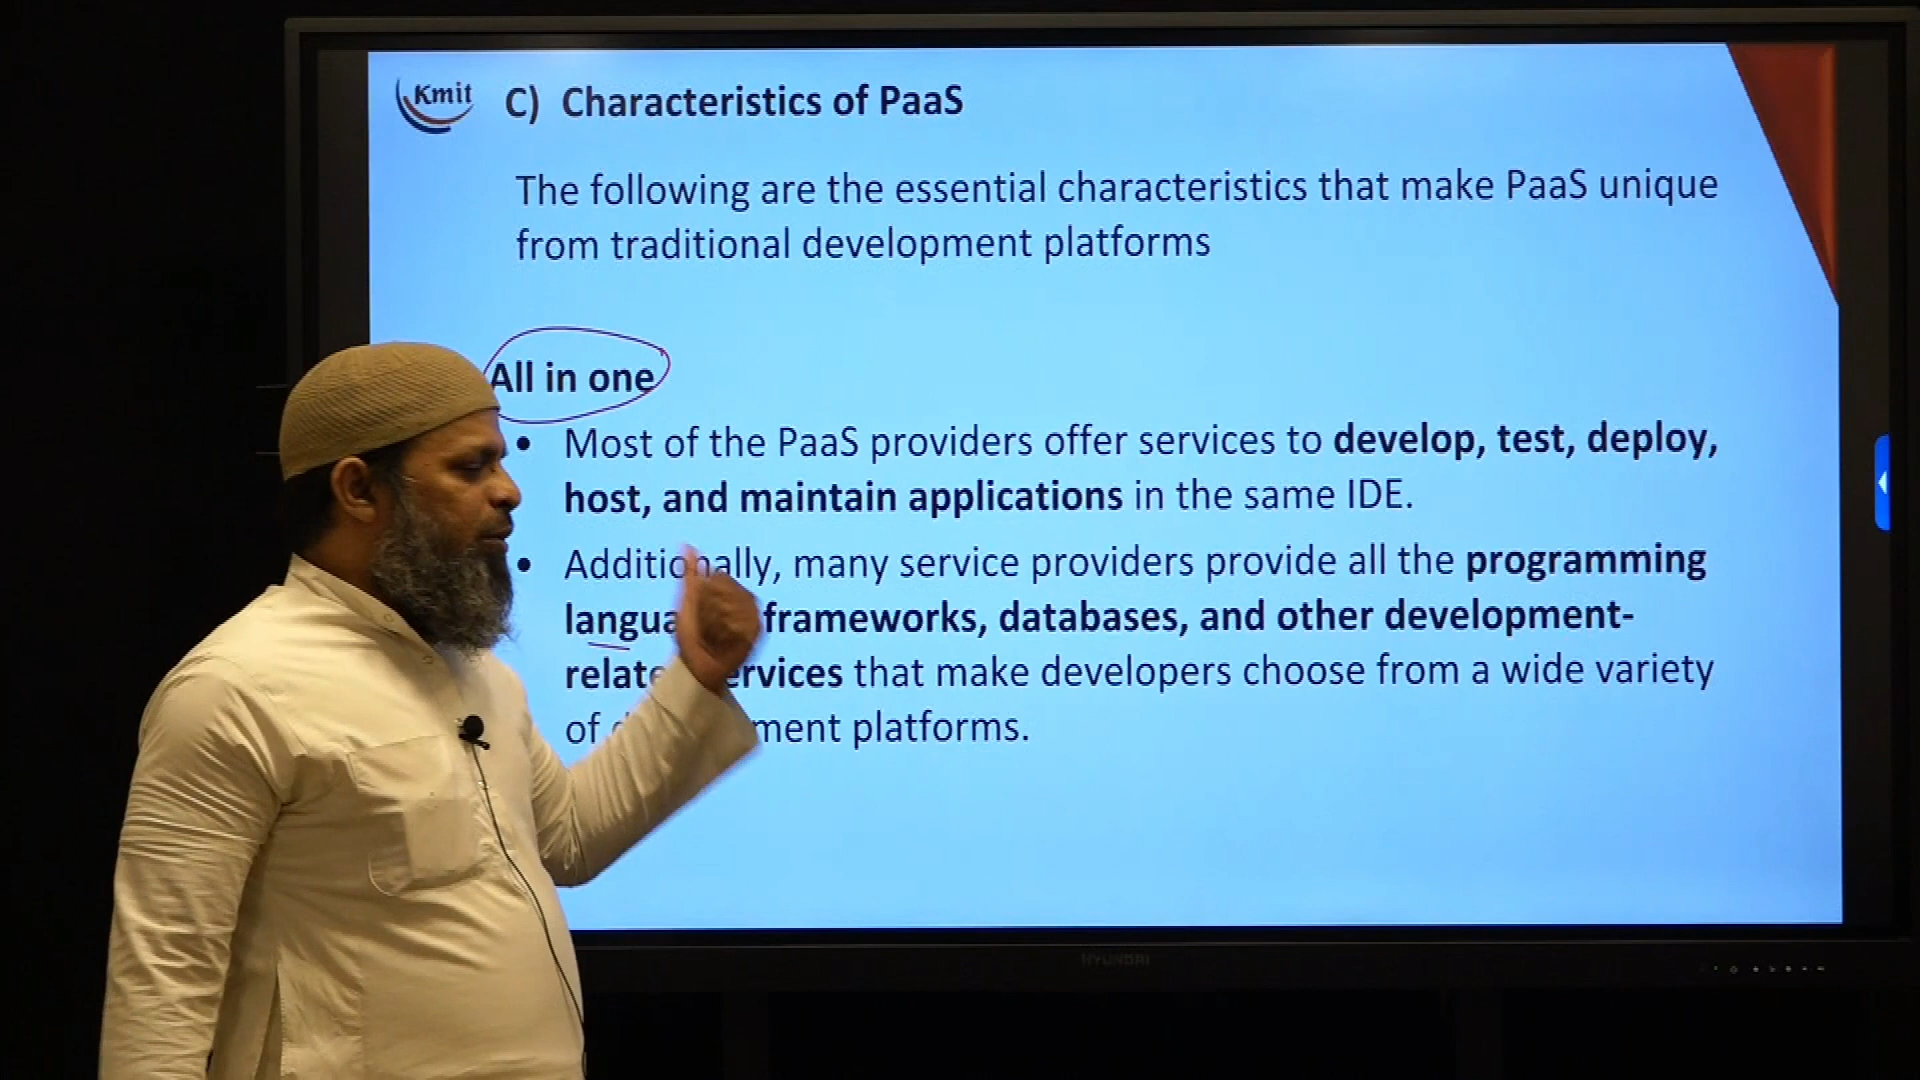 Kmit
C) Characteristics of PaaS
The following are the essential characteristics that make PaaS unique
from traditional development platforms
All in one
• Most of the PaaS providers offer services to develop, test, deploy,
host, and maintain applications in the same IDE.
• Additionally, many service providers provide all the programming
frameworks, databases, and other development-
that make developers choose from a wide variety
of platforms.
HYUNDAI